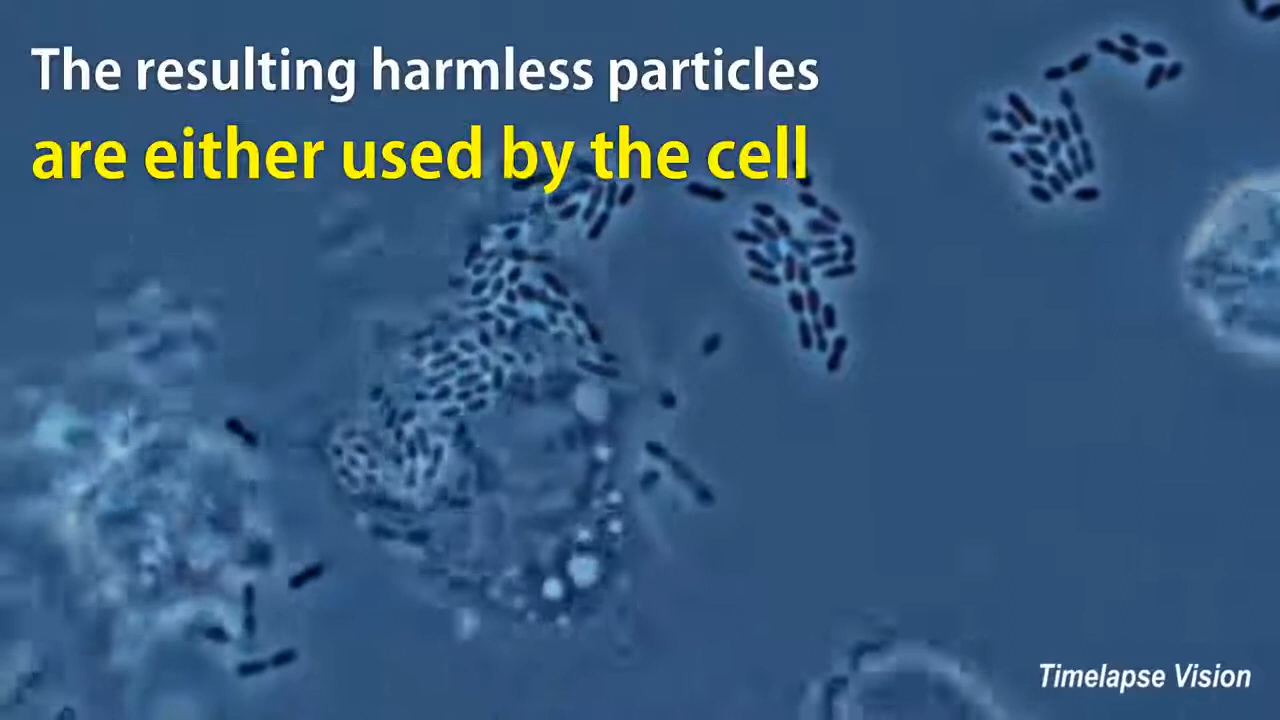 The resulting harmless particles
are either used by the cell
Timelapse Vision